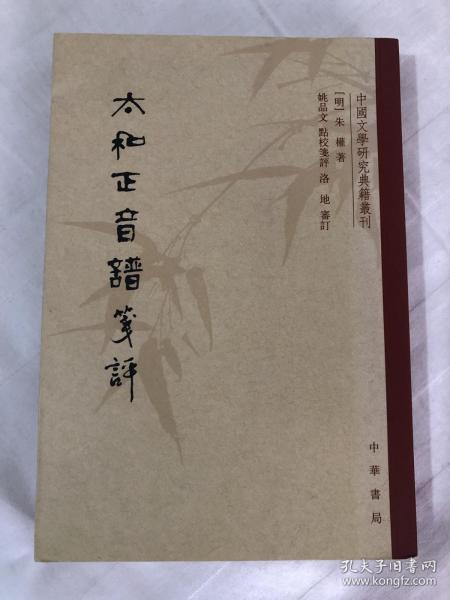 中國文學研究典籍叢刊
［明］朱 權 著
姚品文 點校箋評 洛 地 審訂
太和正音譜箋評
中華書局
孔夫子旧书网
www.kongfz.com